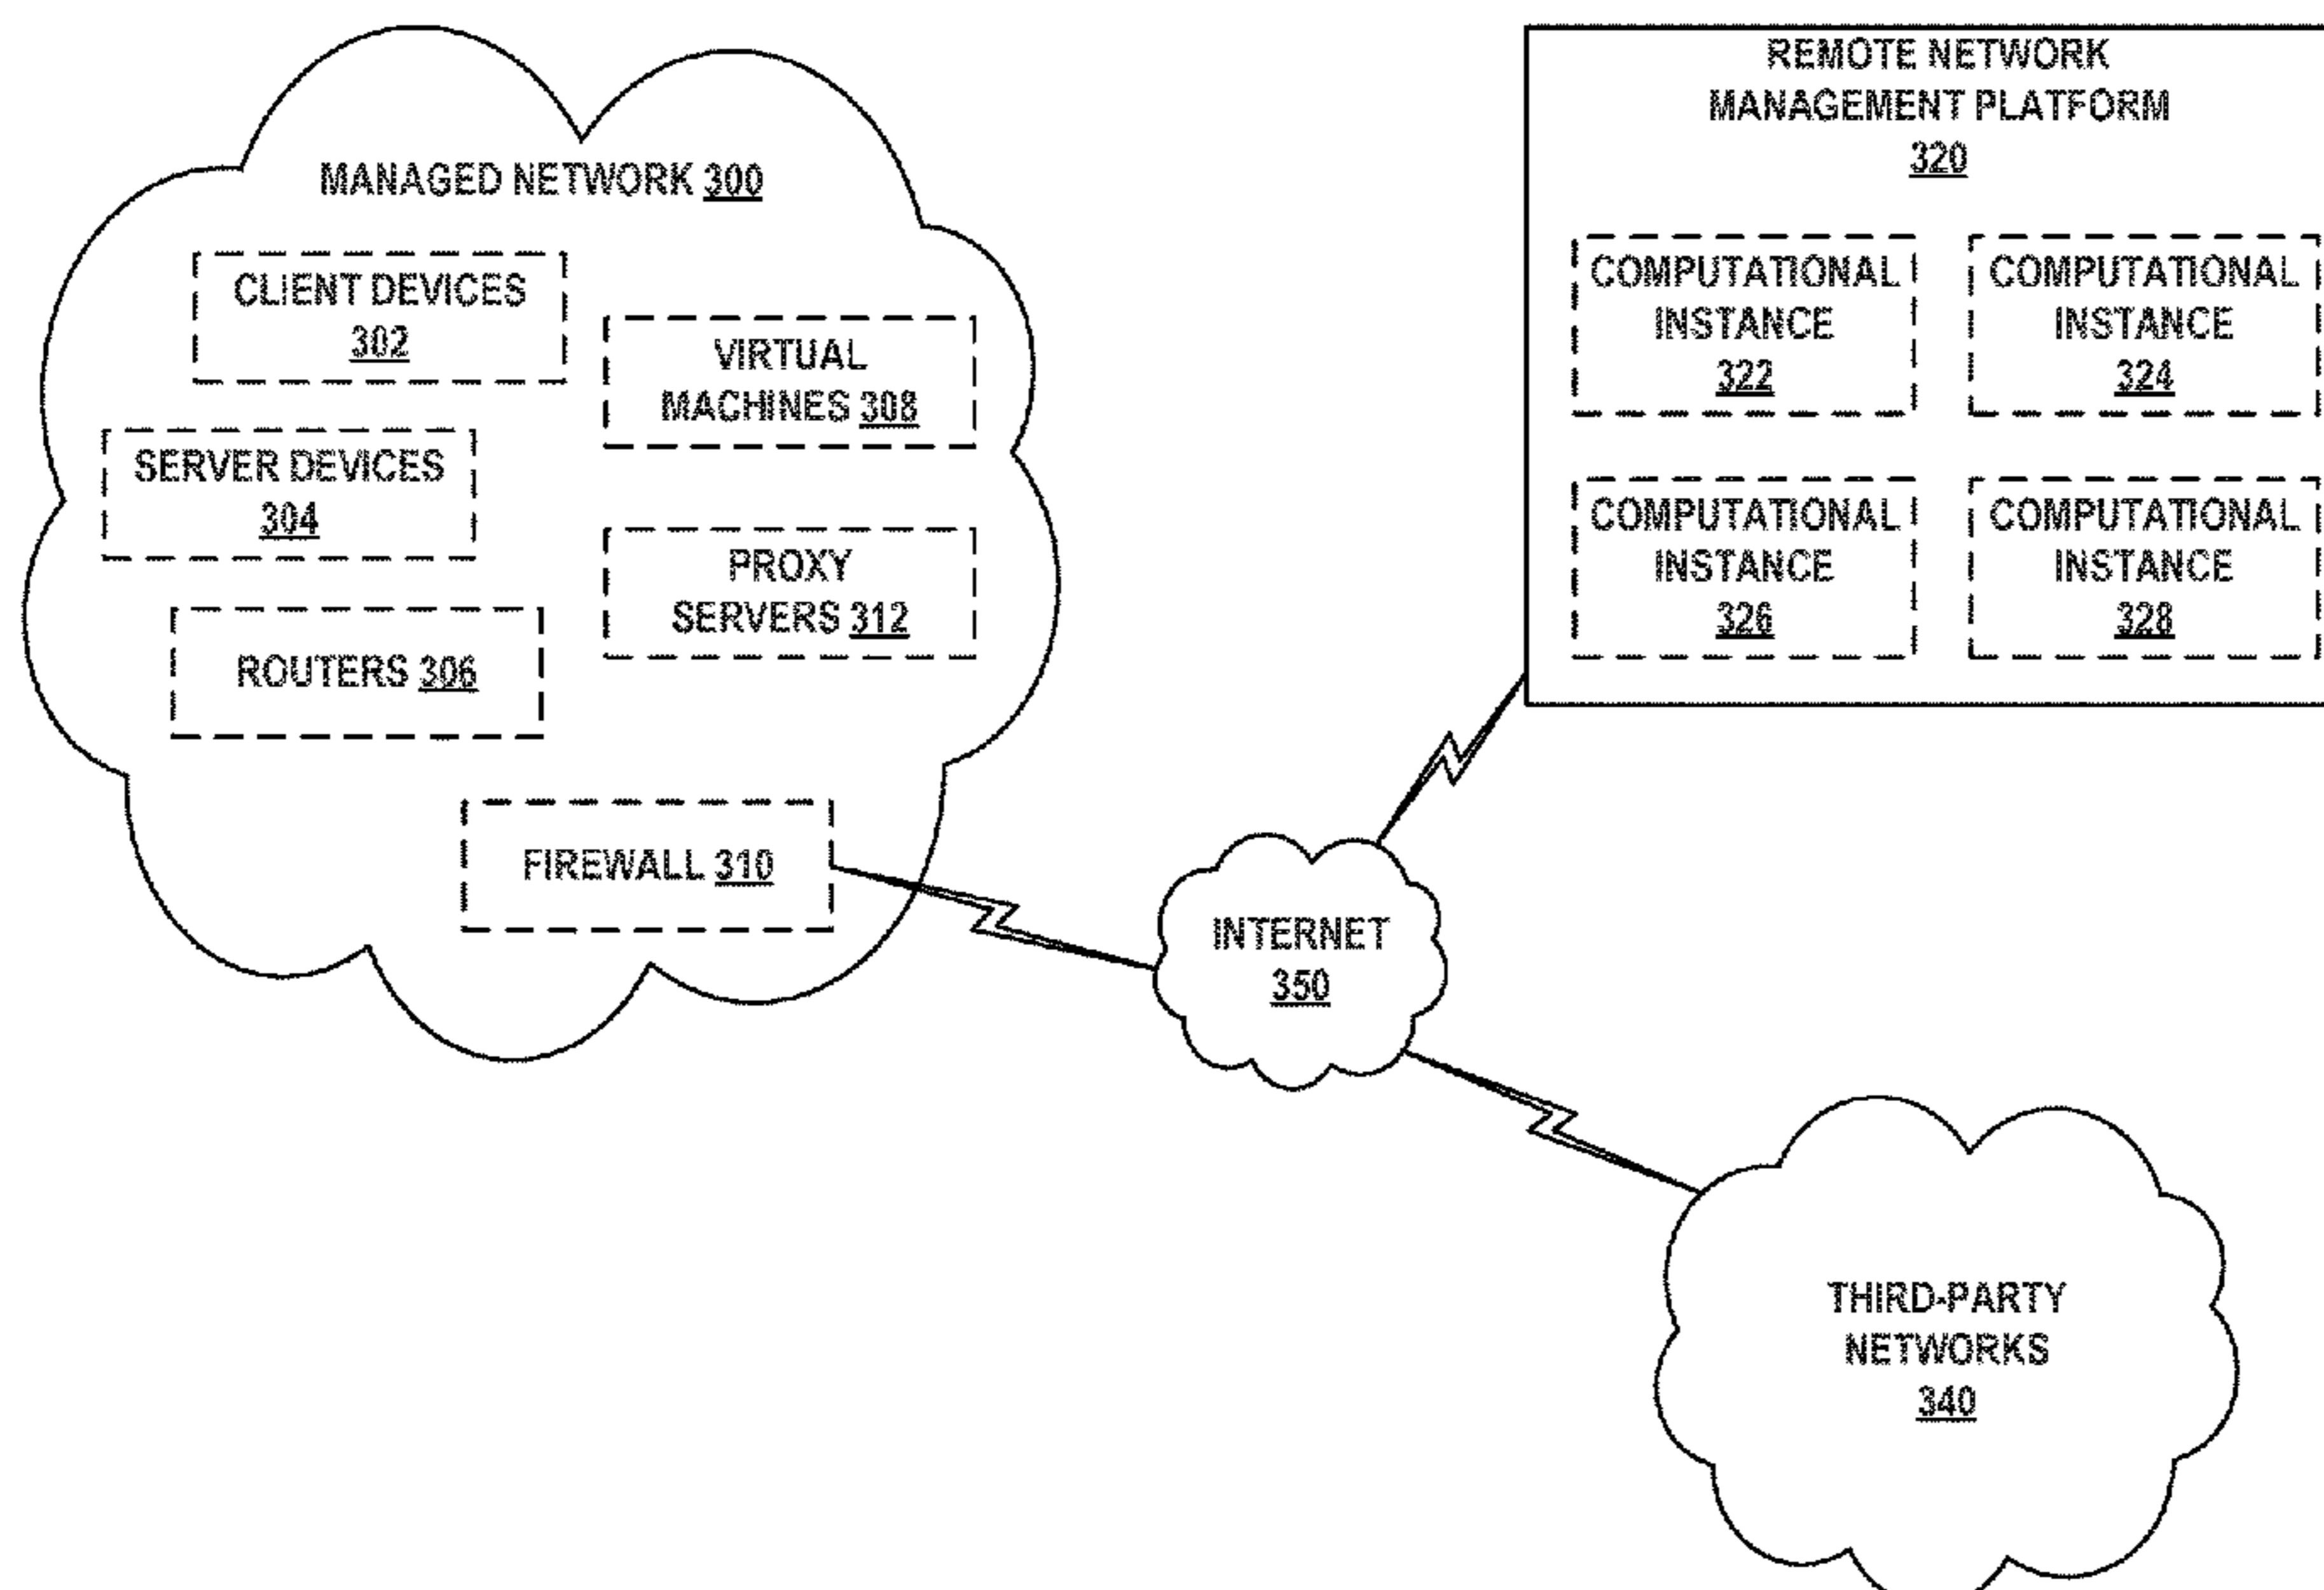 MANAGED NETWORK 300
CLIENT DEVICES
302
VIRTUAL
MACHINES 308
SERVER DEVICES
304
PROXY
SERVERS 312
ROUTERS 306
FIREWALL 310
REMOTE NETWORK
MANAGEMENT PLATFORM
320
COMPUTATIONAL
INSTANCE
322
COMPUTATIONAL
INSTANCE
324
COMPUTATIONAL
INSTANCE
326
COMPUTATIONAL
INSTANCE
328
INTERNET
350
THIRD-PARTY
NETWORKS
340